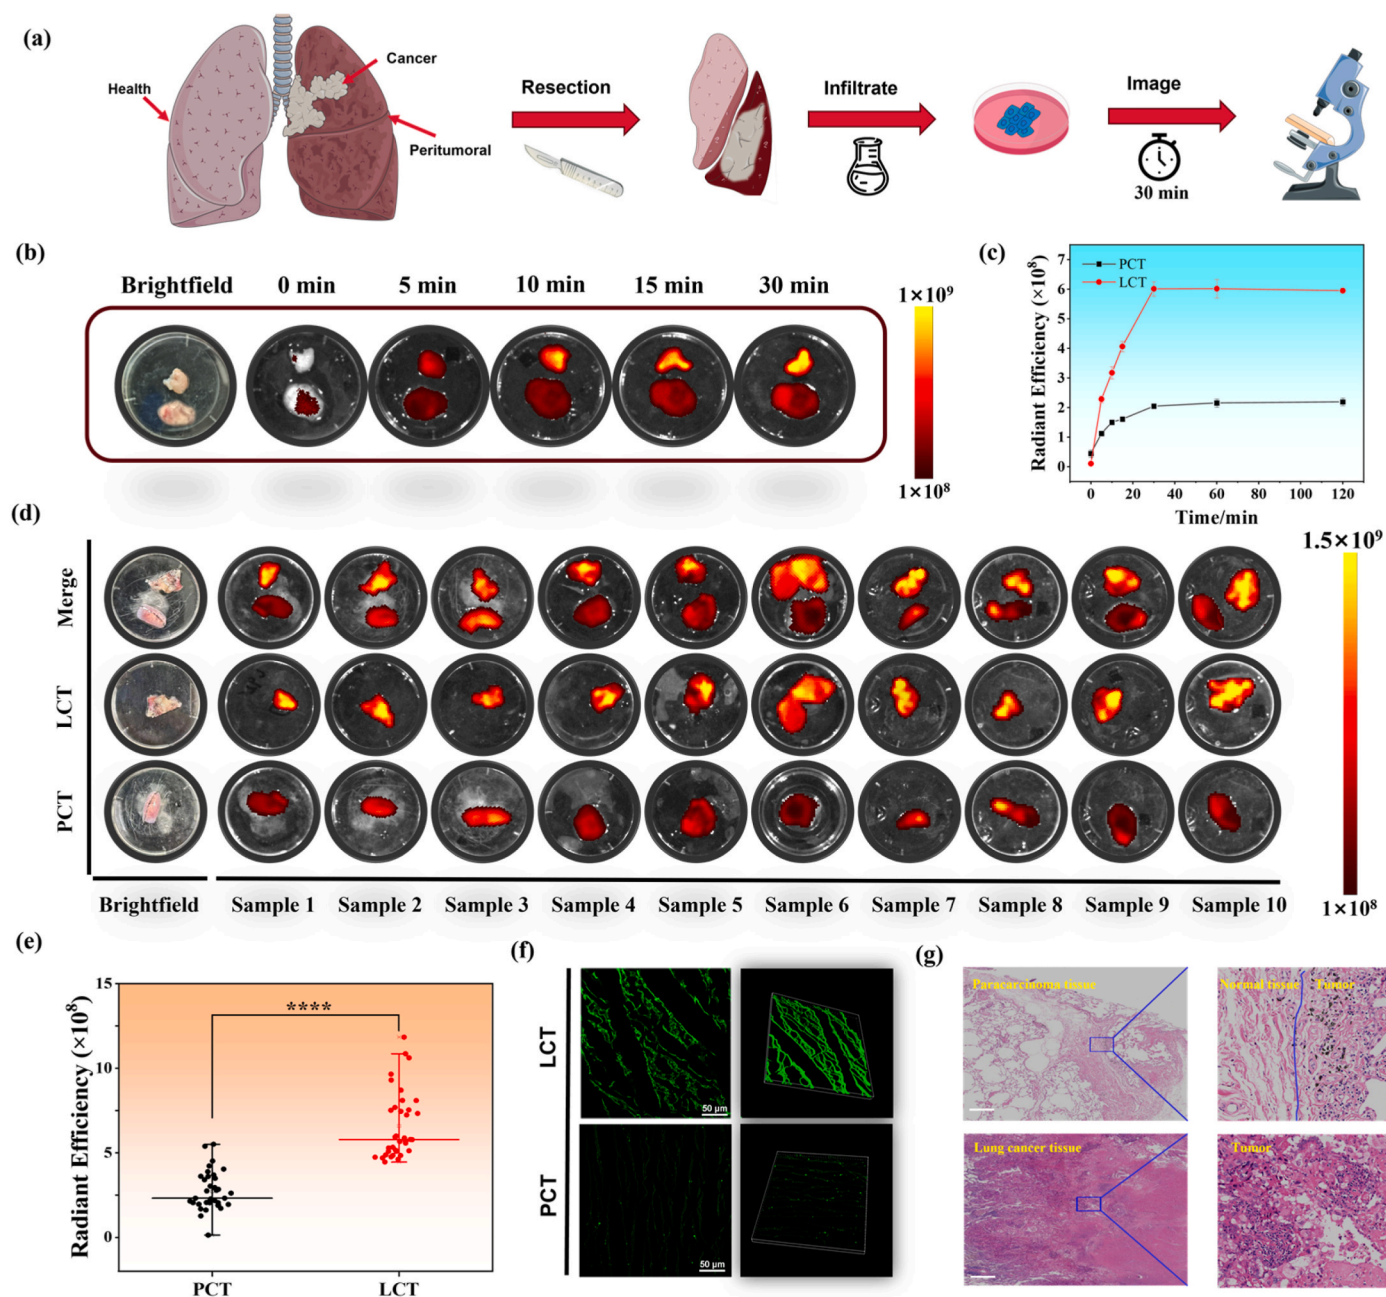 (a)
Health
Cancer
Peritumoral
Resection
Infiltrate
Image
30 min
(b)
Brightfield
0 min
5 min
10 min
15 min
30 min
1×10⁹
1×10⁸
(c)
PCT
LCT
Radiant Efficiency (×10⁸)
7
6
5
4
3
2
1
0
0 20 40 60 80 100 120
Time/min
(d)
Merge
LCT
PCT
1.5×10⁹
1×10⁸
Brightfield
Sample 1
Sample 2
Sample 3
Sample 4
Sample 5
Sample 6
Sample 7
Sample 8
Sample 9
Sample 10
(e)
Radiant Efficiency (×10⁸)
15
10
5
0
****
PCT
LCT
(f)
LCT
50 μm
PCT
50 μm
(g)
Paracarcinoma tissue
Normal tissue
Tumor
Lung cancer tissue
Tumor